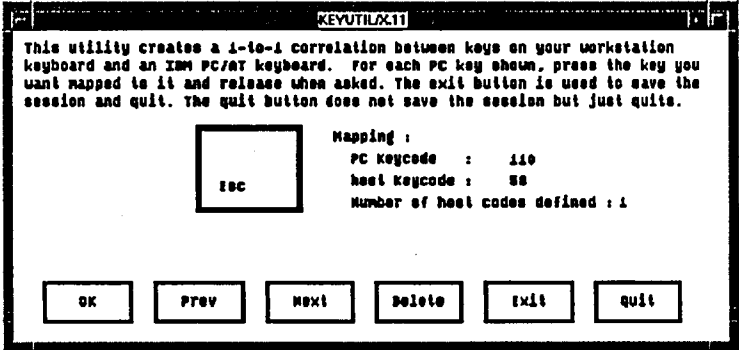 KEYUTIL/X.11
This utility creates a 1-to-1 correlation between keys on your workstation
keyboard and an IBM PC/AT keyboard. For each PC key shown, press the key you
want mapped to it and release when asked. The exit button is used to save the
session and quit. The quit button does not save the session but just quits.
Mapping :
PC Keycode : 110
ESC
host Keycode : 58
Number of host codes defined : 1
OK Prev Next Delete Exit quit